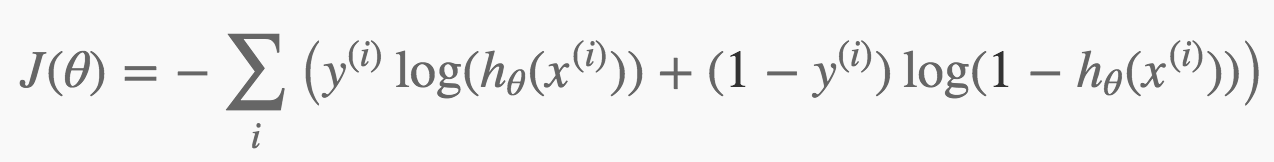 J(θ) = − ∑_i (y^(i) log(h_θ(x^(i))) + (1 − y^(i)) log(1 − h_θ(x^(i))))